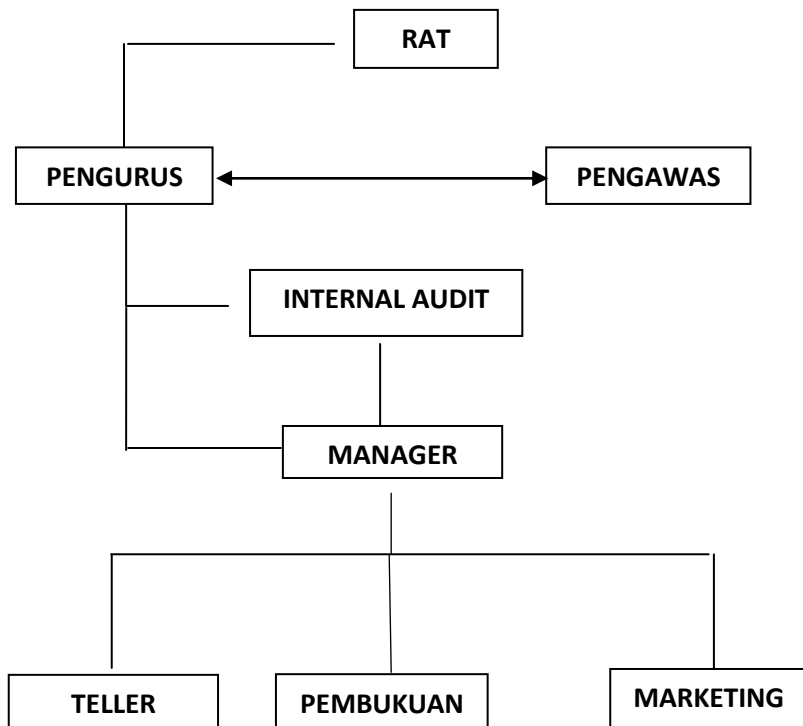 RAT
PENGURUS
PENGAWAS
INTERNAL AUDIT
MANAGER
TELLER
PEMBUKUAN
MARKETING